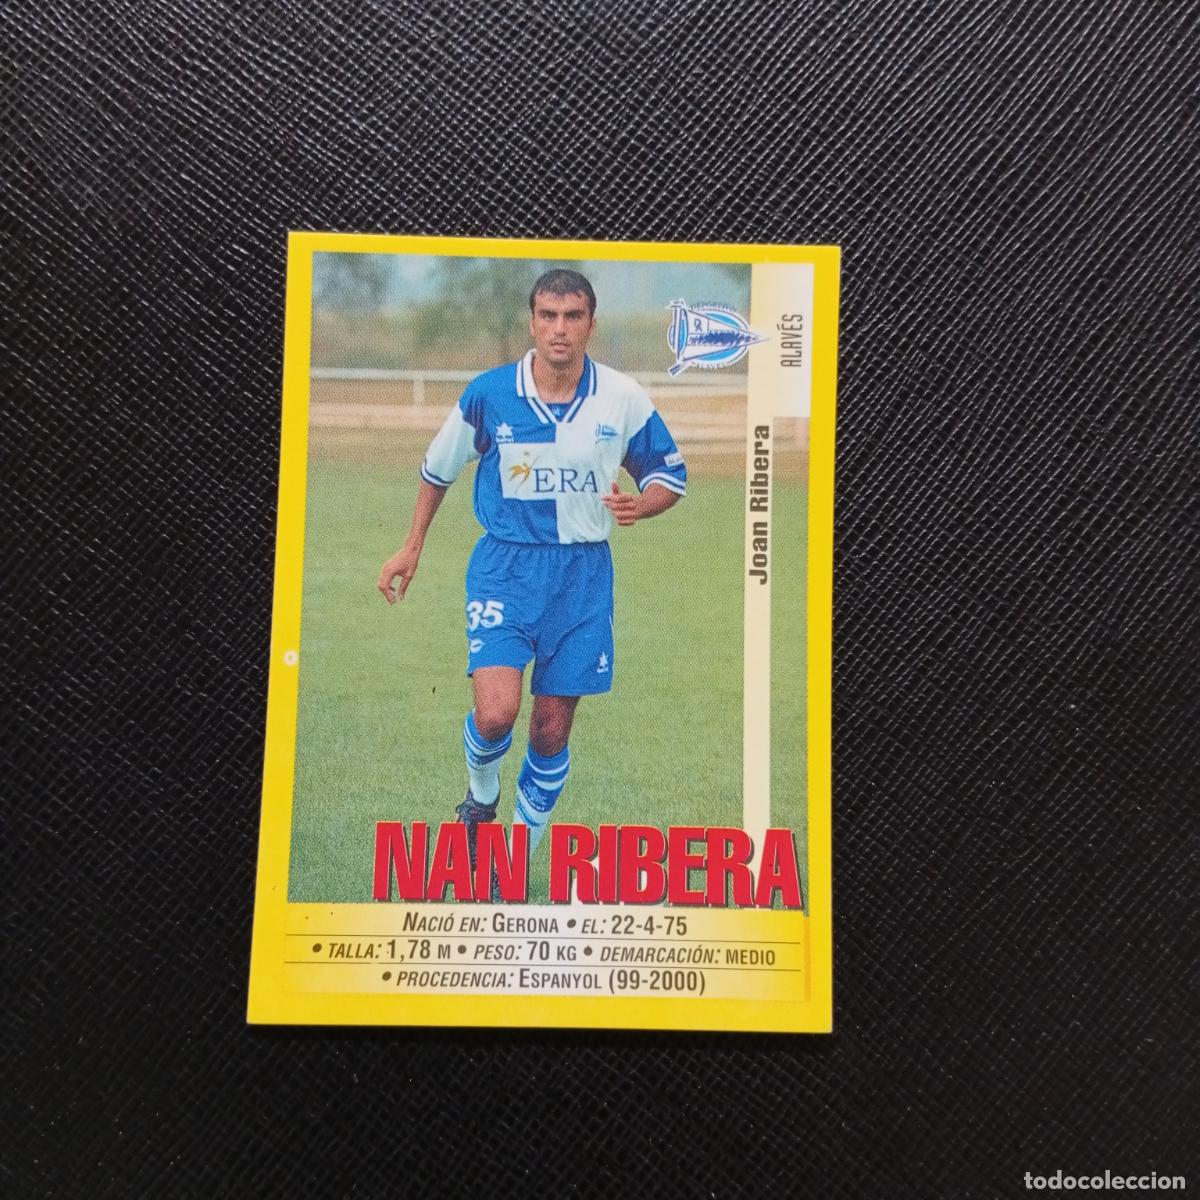 ALAVÉS
Joan Ribera
ERA
35
NAN RIBERA
NACIÓ EN: GERONA • EL: 22-4-75
• TALLA: 1,78 M • PESO: 70 KG • DEMARCACIÓN: MEDIO
• PROCEDENCIA: ESPANYOL (99-2000)
todocoleccion